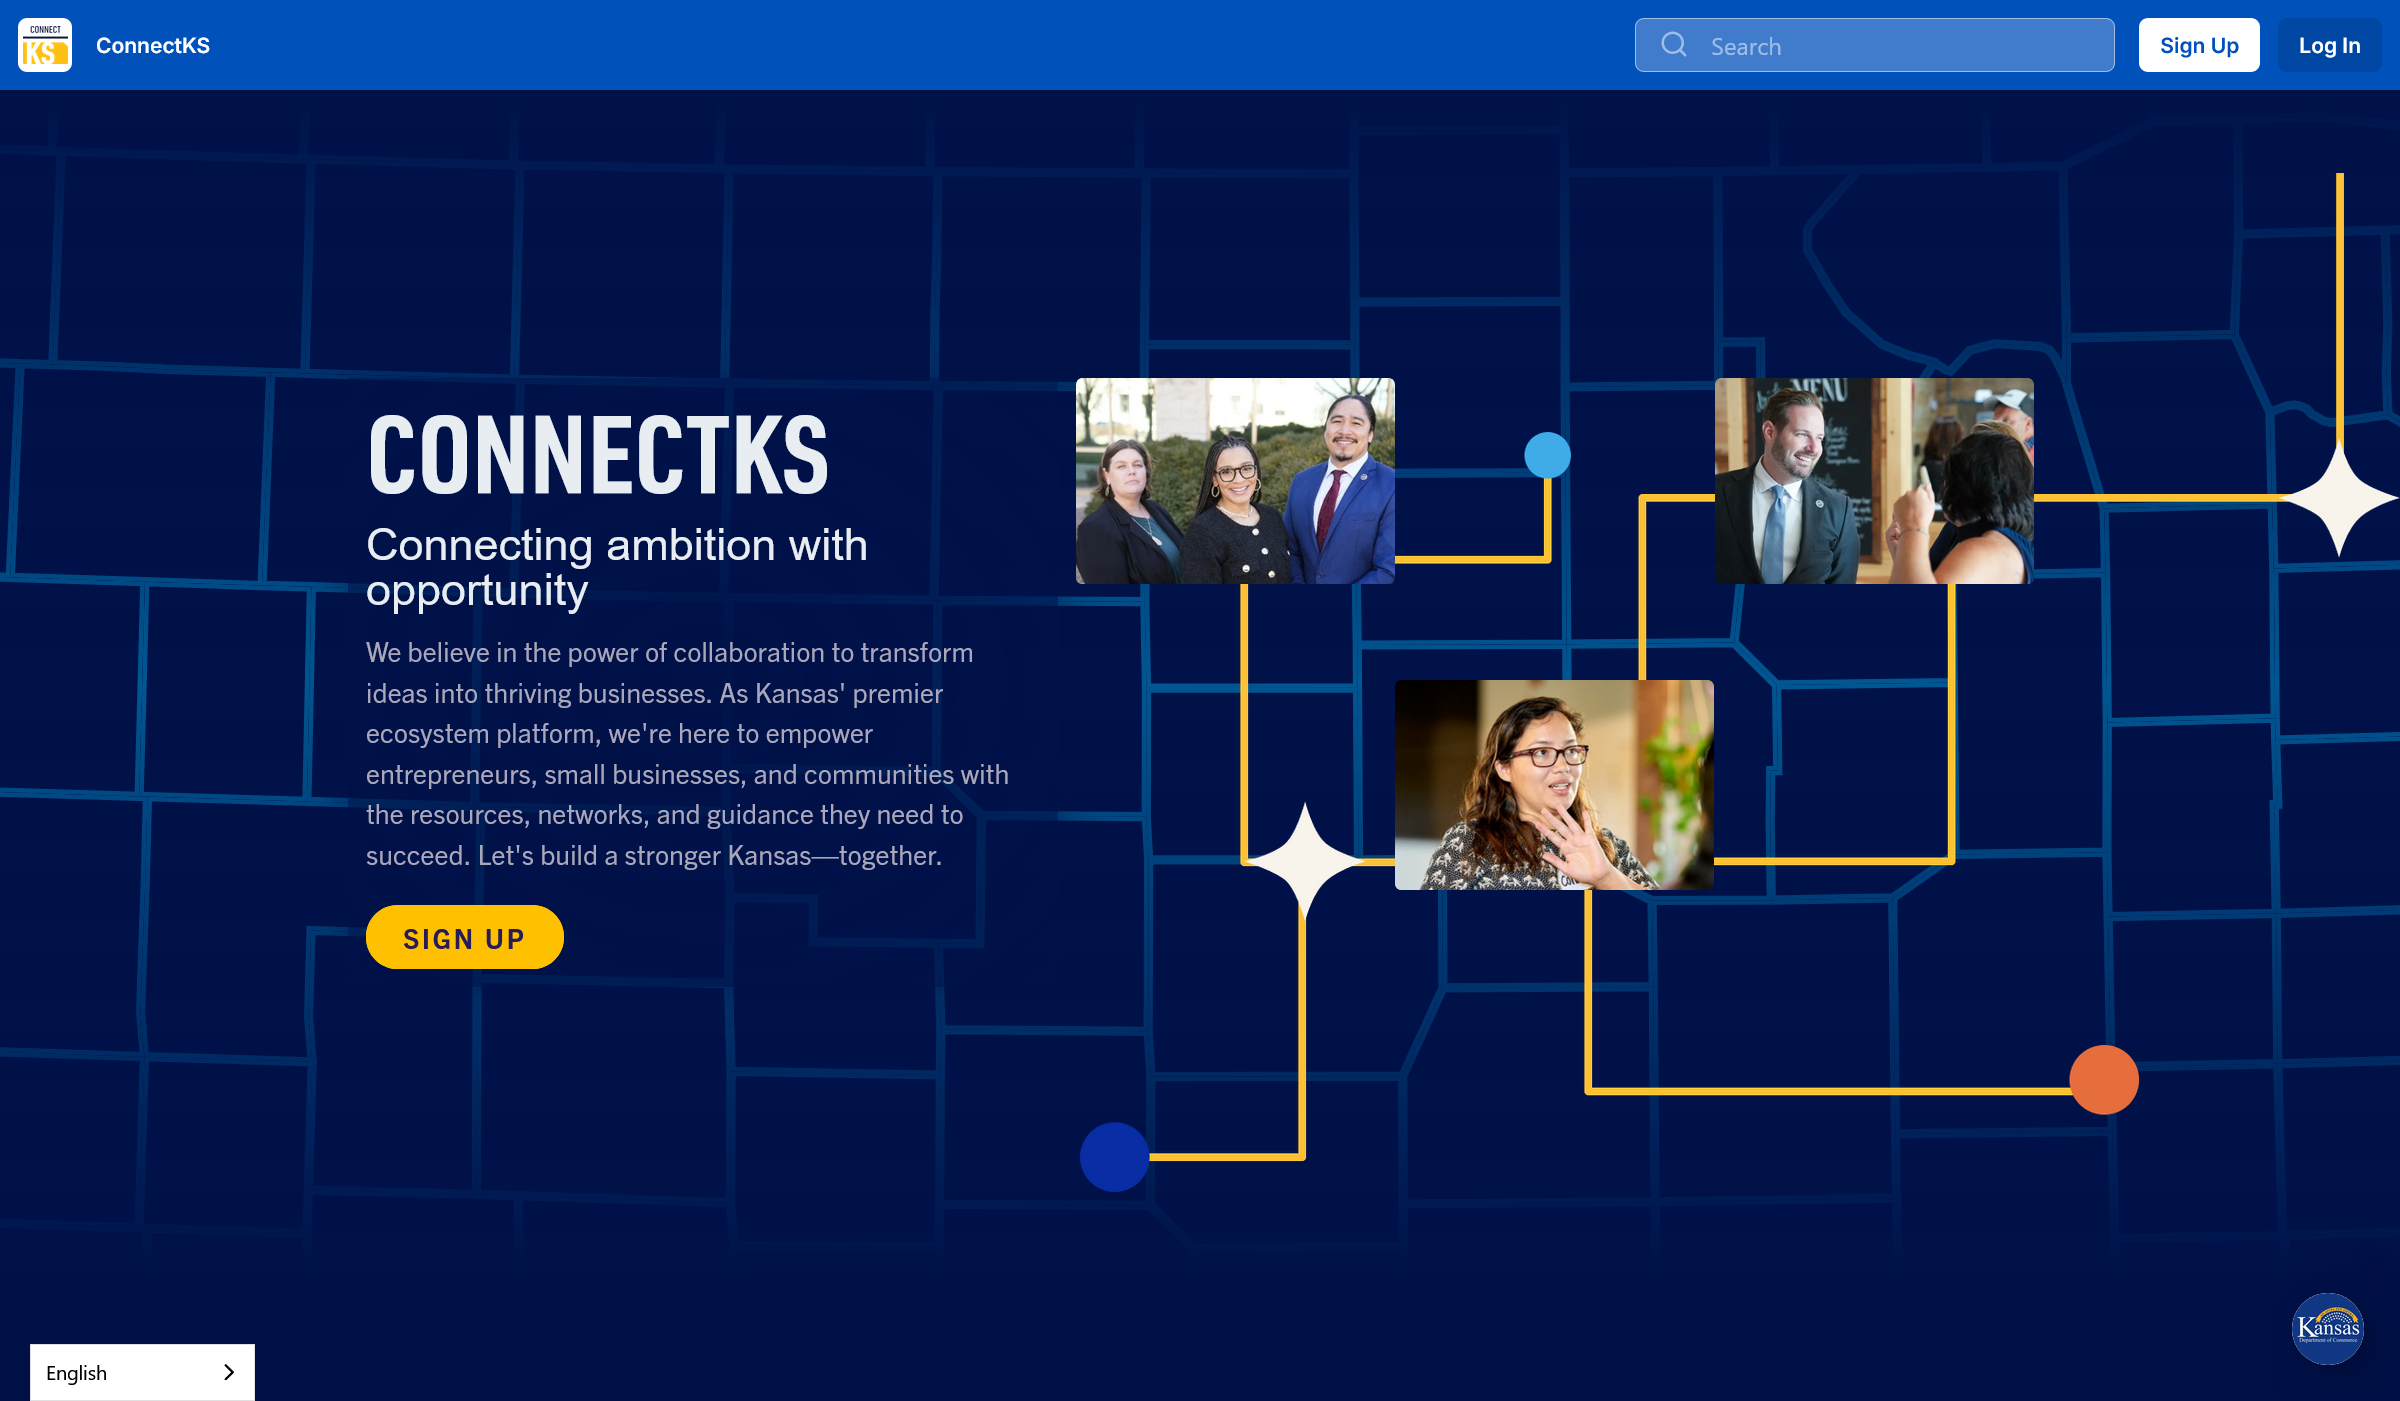 CONNECT
KS
ConnectKS
Search
Sign Up
Log In
MENU
CONNECTKS
Connecting ambition with
opportunity
We believe in the power of collaboration to transform
ideas into thriving businesses. As Kansas' premier
ecosystem platform, we're here to empower
entrepreneurs, small businesses, and communities with
the resources, networks, and guidance they need to
succeed. Let's build a stronger Kansas—together.
SIGN UP
English
Kansas
Department of Commerce